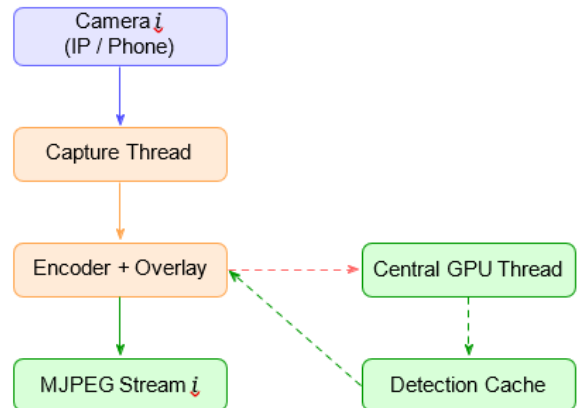 Camera i
(IP / Phone)
Capture Thread
Encoder + Overlay
Central GPU Thread
MJPEG Stream i
Detection Cache